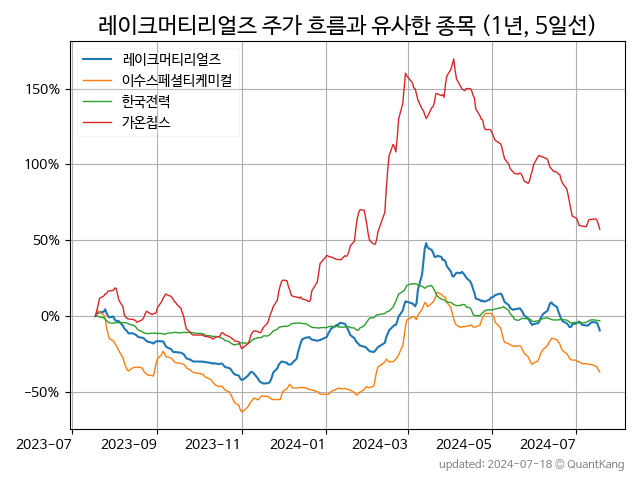 레이크머티리얼즈 주가 흐름과 유사한 종목 (1년, 5일선)
레이크머티리얼즈
이수스페셜티케미컬
한국전력
가온칩스
150%
100%
50%
0%
−50%
2023-07 2023-09 2023-11 2024-01 2024-03 2024-05 2024-07
updated: 2024-07-18 © QuantKang